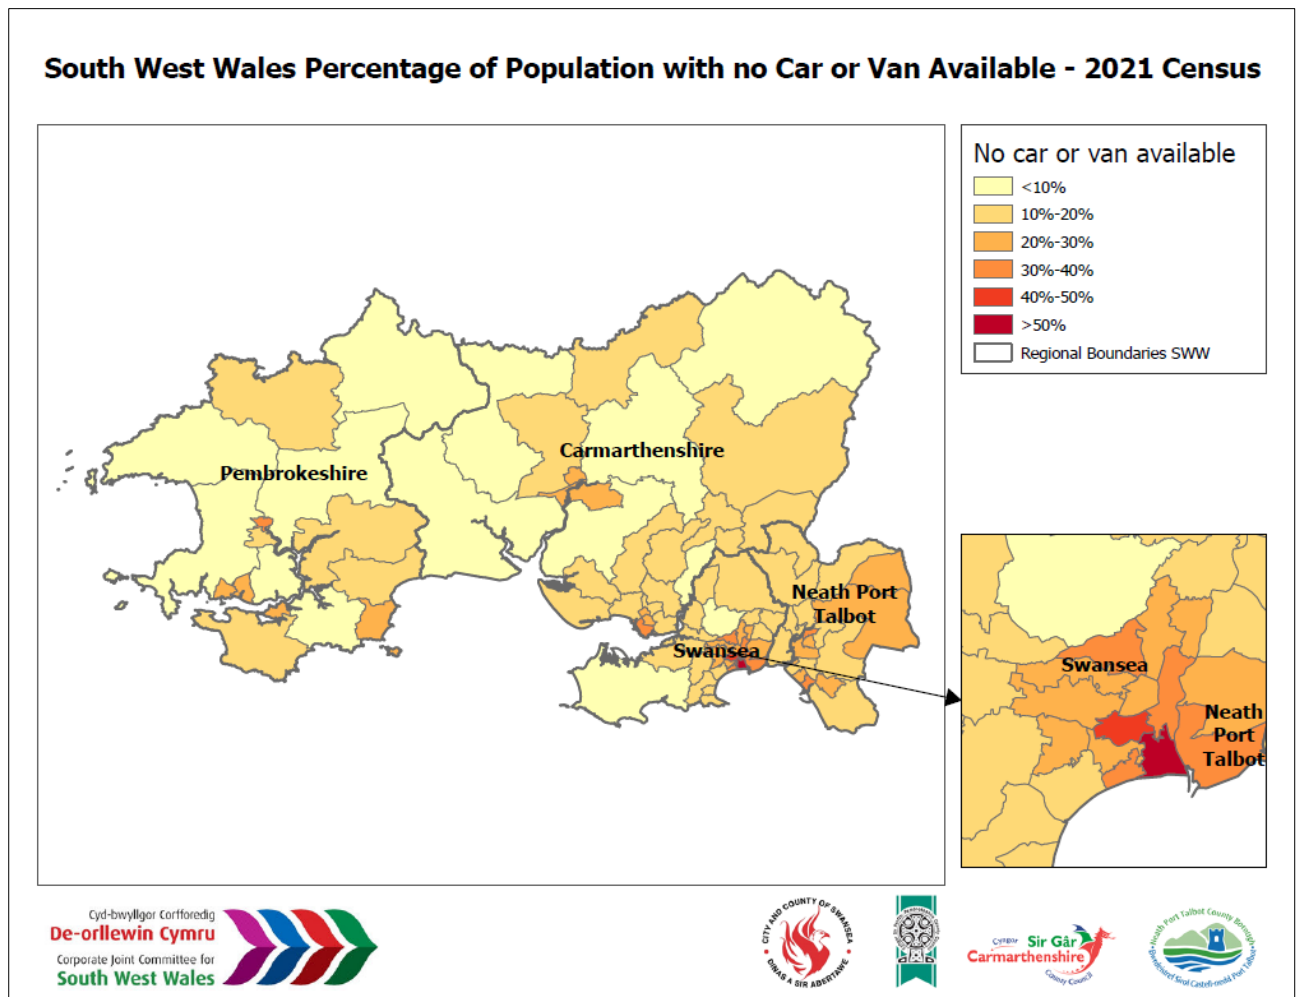 South West Wales Percentage of Population with no Car or Van Available - 2021 Census
No car or van available
<10%
10%-20%
20%-30%
30%-40%
40%-50%
>50%
Regional Boundaries SWW
Carmarthenshire
Pembrokeshire
Neath Port
Talbot
Swansea
Swansea
Neath
Port
Talbot
Cyd-bwyllgor Corfforedig
De-orllewin Cymru
Corporate Joint Committee for
South West Wales
CITY AND COUNTY OF SWANSEA
DINAS A SIR ABERTAWE
Cyngor
Sir Gâr
Carmarthenshire
County Council
Neath Port Talbot County Borough